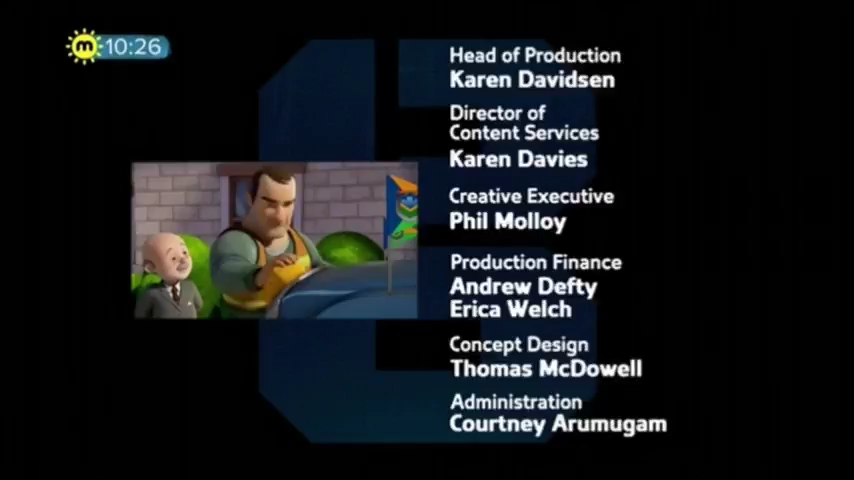 m 10:26
Head of Production
Karen Davidsen
Director of
Content Services
Karen Davies
Creative Executive
Phil Molloy
Production Finance
Andrew Defty
Erica Welch
Concept Design
Thomas McDowell
Administration
Courtney Arumugam